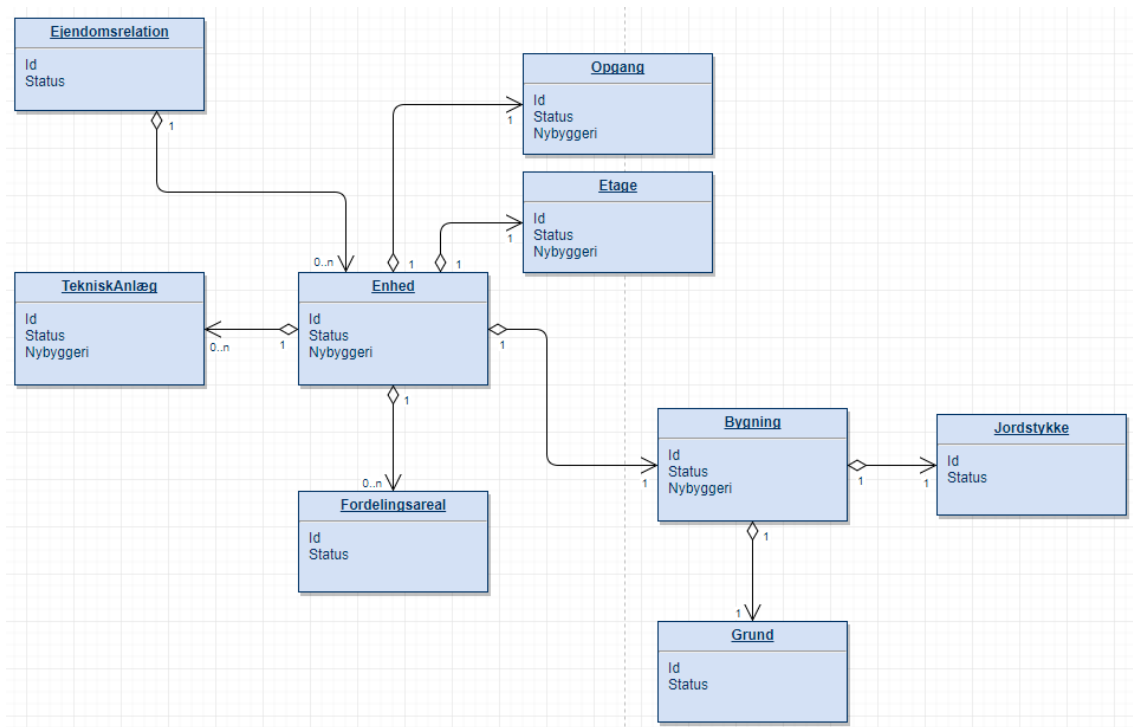 Ejendomsrelation
Id
Status
1
Opgang
Id
Status
Nybyggeri
1
Etage
Id
Status
Nybyggeri
1
0..n
1
1
TekniskAnlæg
Id
Status
Nybyggeri
0..n
1
Enhed
Id
Status
Nybyggeri
1
1
0..n
Fordelingsareal
Id
Status
Bygning
Id
Status
Nybyggeri
1
1
1
Jordstykke
Id
Status
1
1
Grund
Id
Status